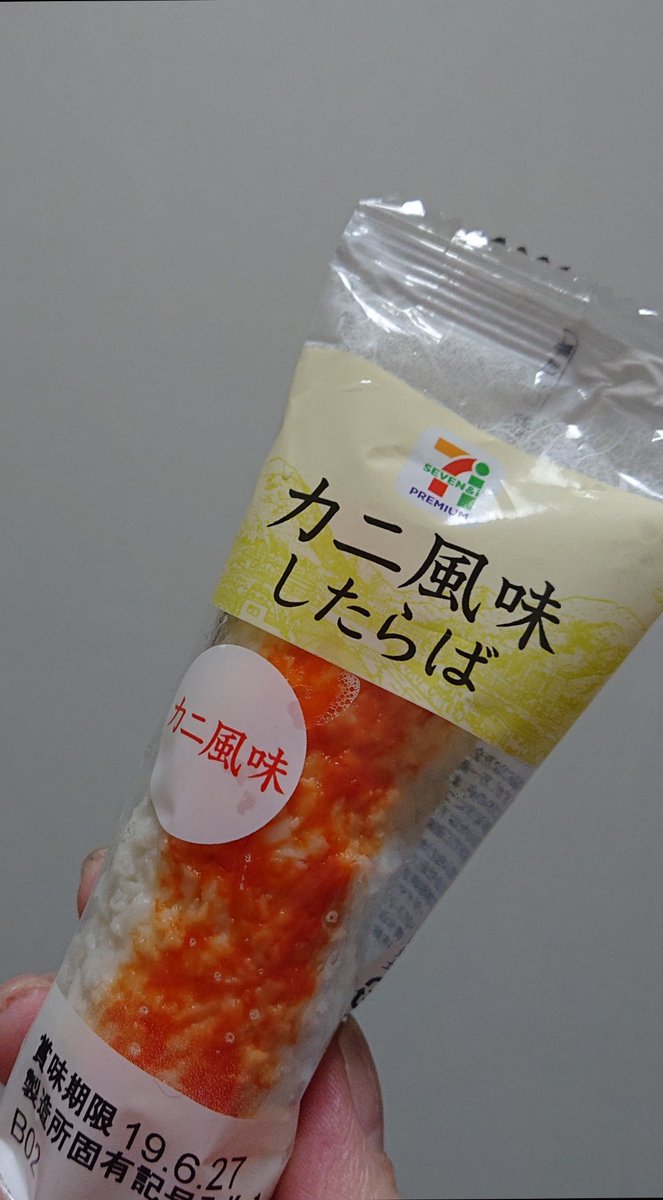 SEVEN&i
PREMIUM
カニ風味
したらば
カニ風味
賞味期限 19.6.27
製造所固有記号
B02